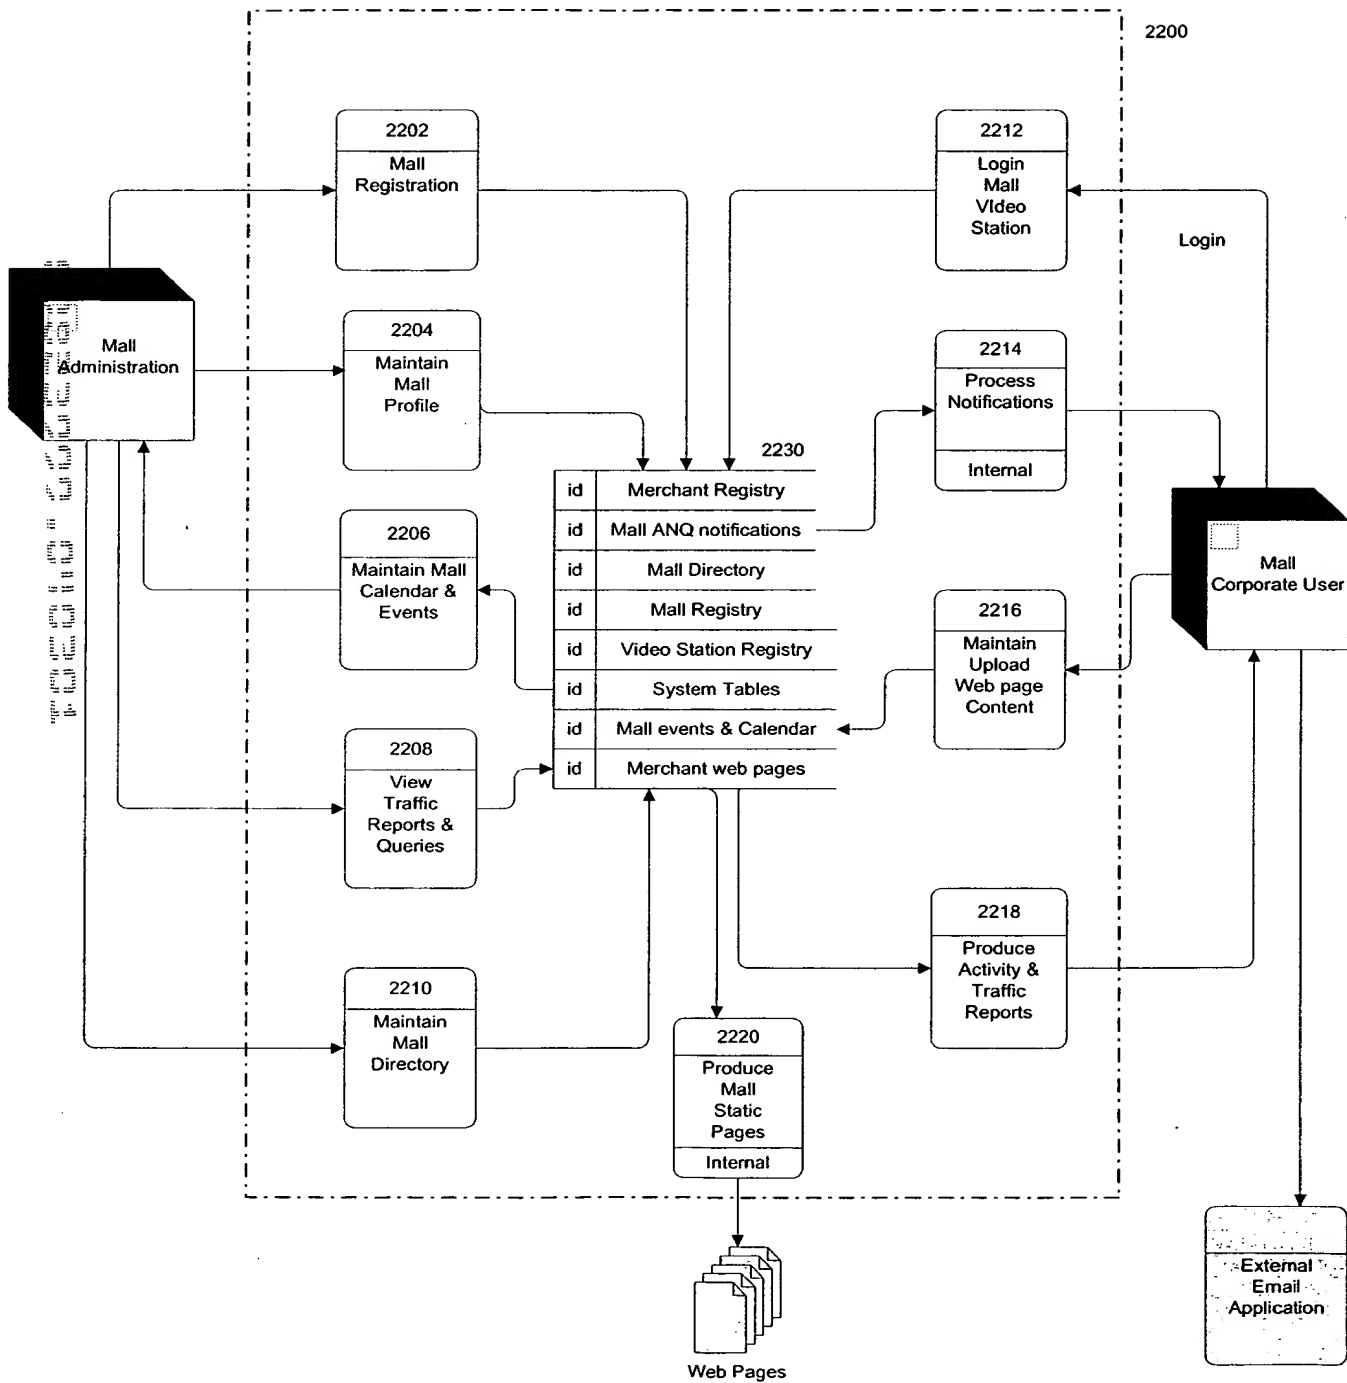 2200
2202
Mall
Registration
2212
Login
Mall
VIdeo
Station
Login
Mall
Administration
2204
Maintain
Mall
Profile
2214
Process
Notifications
Internal
2230
id Merchant Registry
id Mall ANQ notifications
id Mall Directory
id Mall Registry
id Video Station Registry
id System Tables
id Mall events & Calendar
id Merchant web pages
2206
Maintain Mall
Calendar &
Events
Mall
Corporate User
2216
Maintain
Upload
Web page
Content
2208
View
Traffic
Reports &
Queries
2218
Produce
Activity &
Traffic
Reports
2210
Maintain
Mall
Directory
2220
Produce
Mall
Static
Pages
Internal
External
Email
Application
Web Pages